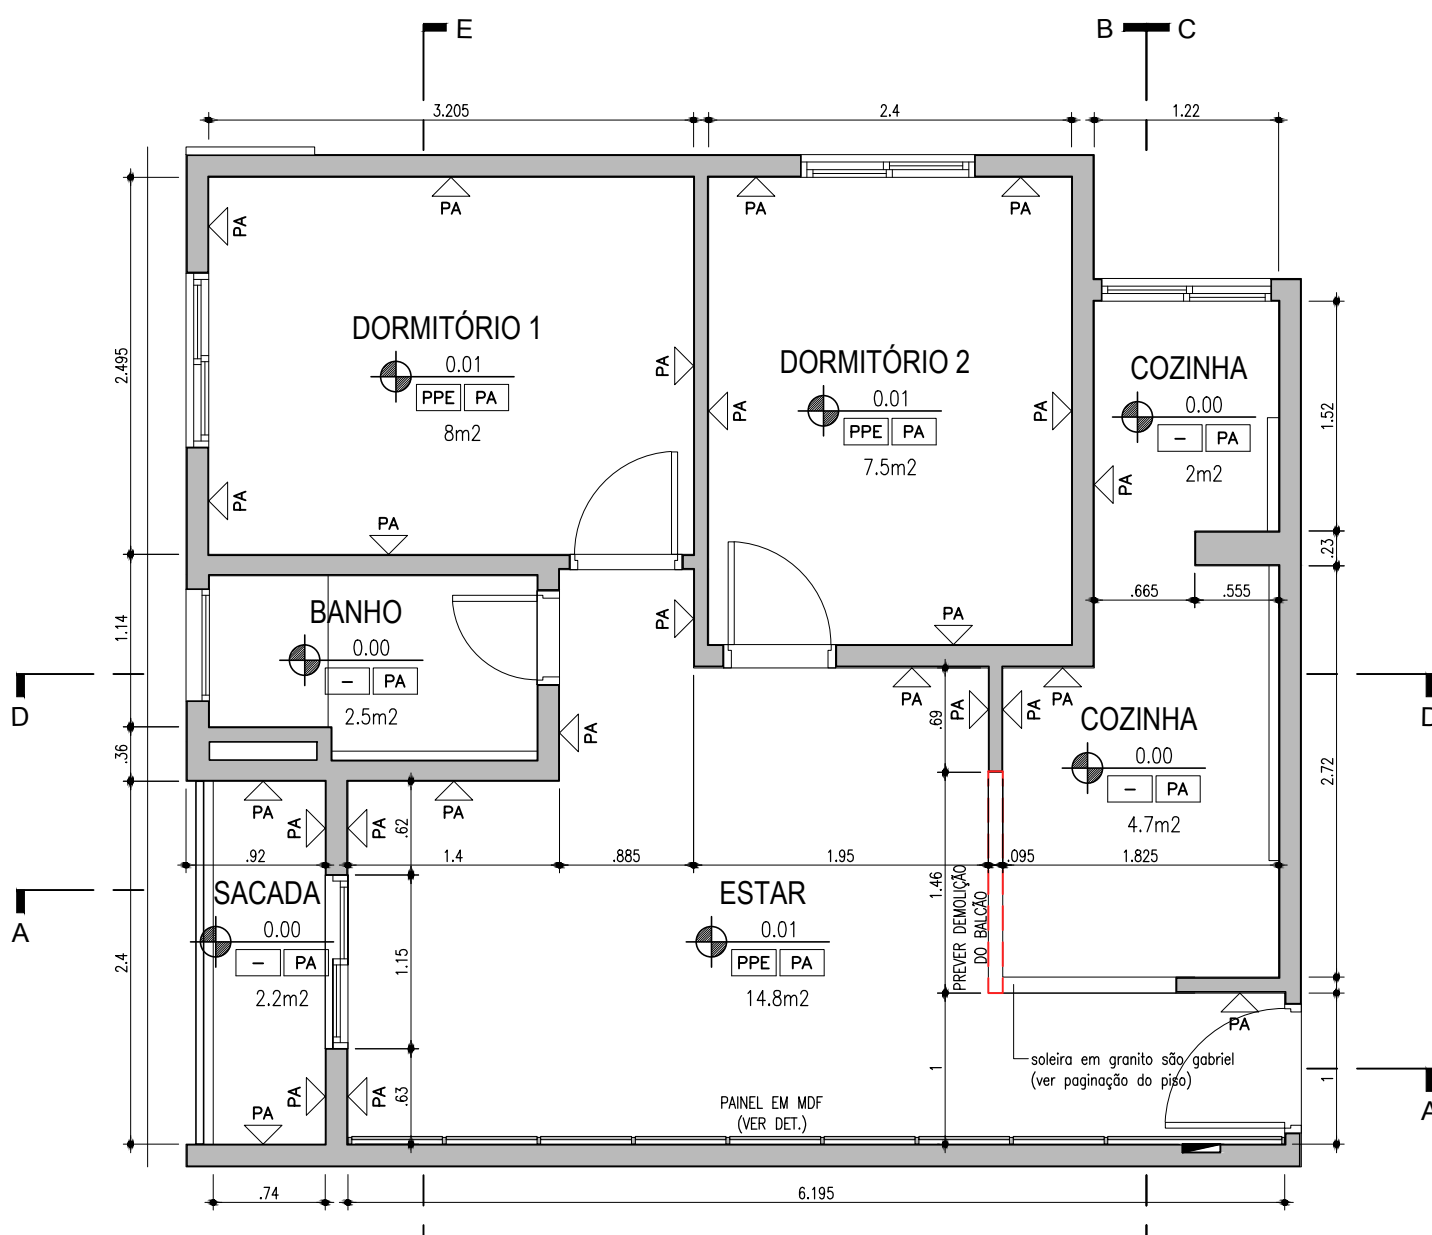 E
B
C
3.205
2.4
1.22
PA
PA
PA
PA
2.495
DORMITÓRIO 1
0.01
PPE PA
8m2
PA
PA
PA
DORMITÓRIO 2
0.01
PPE PA
7.5m2
PA
PA
COZINHA
0.00
– PA
2m2
PA
1.52
.23
.665
.555
1.14
BANHO
0.00
– PA
2.5m2
PA
PA
PA
D
D
.36
PA
PA
PA
PA
.69
COZINHA
0.00
– PA
4.7m2
2.72
PA
PA
PA
PA
.62
.92
1.4
.885
1.95
.095
1.825
SACADA
0.00
– PA
2.2m2
ESTAR
0.01
PPE PA
14.8m2
1.46
PREVER DEMOLIÇÃO
DO BALCÃO
A
2.4
1.15
PA
soleira em granito são gabriel
(ver paginação do piso)
1
1
A
PA
PA
PA
.63
PAINEL EM MDF
(VER DET.)
.74
6.195